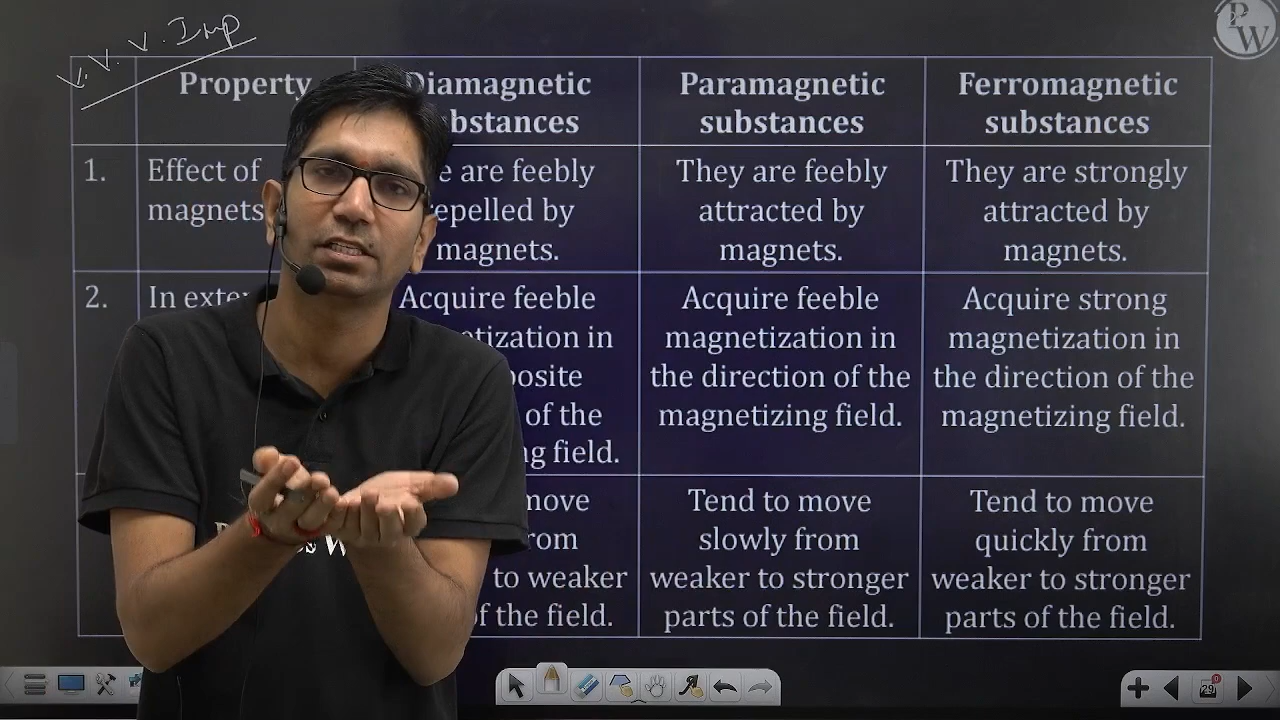 V. V. V. Imp
PW
Property
Diamagnetic
substances
Paramagnetic
substances
Ferromagnetic
substances
1.
Effect of
magnets
are feebly
repelled by
magnets.
They are feebly
attracted by
magnets.
They are strongly
attracted by
magnets.
2.
In
Acquire feeble
in
of the
field.
Acquire feeble
magnetization in
the direction of the
magnetizing field.
Acquire strong
magnetization in
the direction of the
magnetizing field.
move
to weaker
of the field.
Tend to move
slowly from
weaker to stronger
parts of the field.
Tend to move
quickly from
weaker to stronger
parts of the field.
29